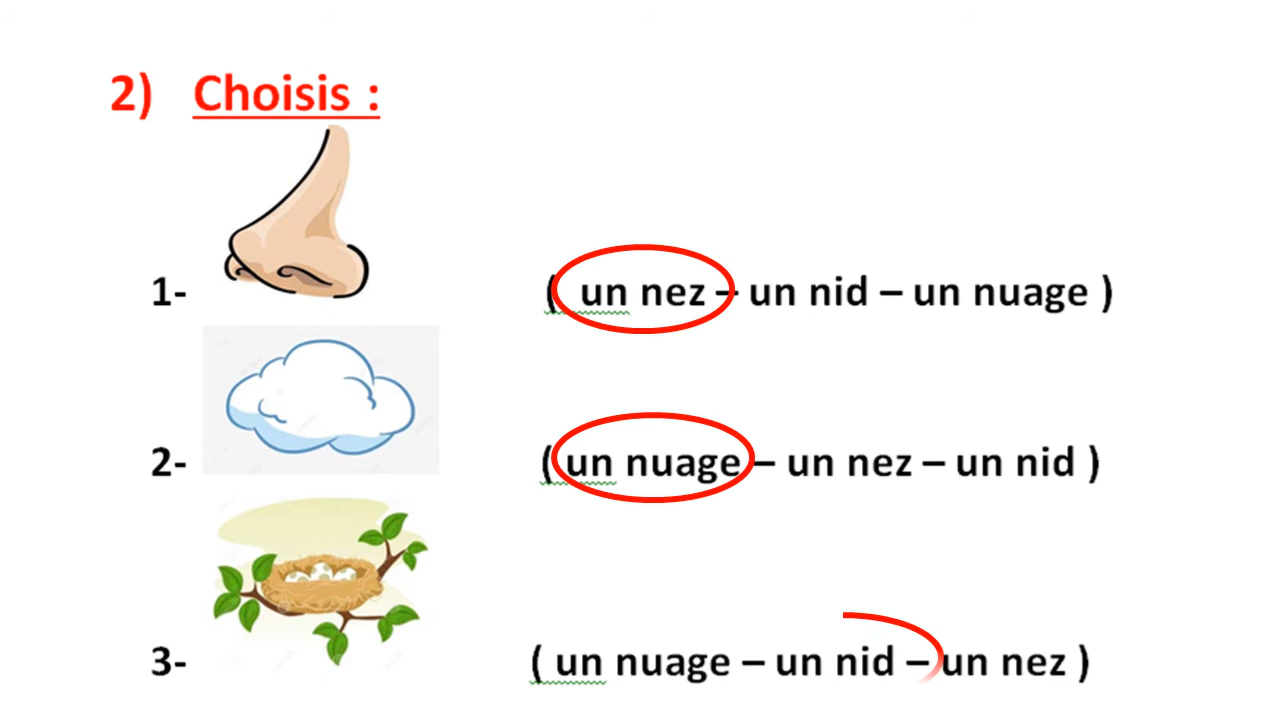 2) Choisis :
1- ( un nez – un nid – un nuage )
2- ( un nuage – un nez – un nid )
3- ( un nuage – un nid – un nez )